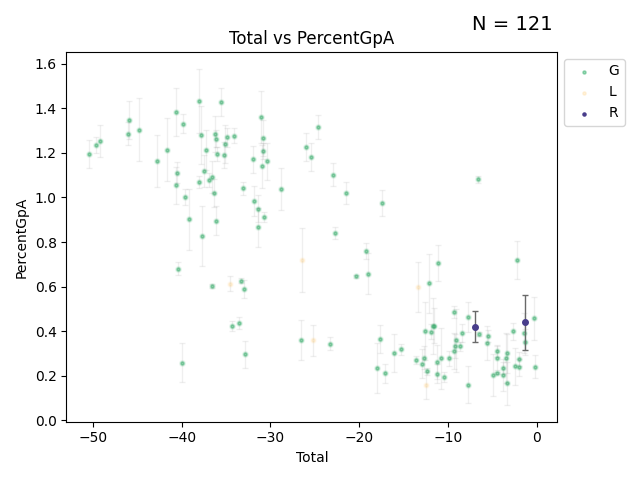 N = 121
Total vs PercentGpA
G
L
R
1.6
1.4
1.2
1.0
0.8
0.6
0.4
0.2
0.0
PercentGpA
−50 −40 −30 −20 −10 0
Total